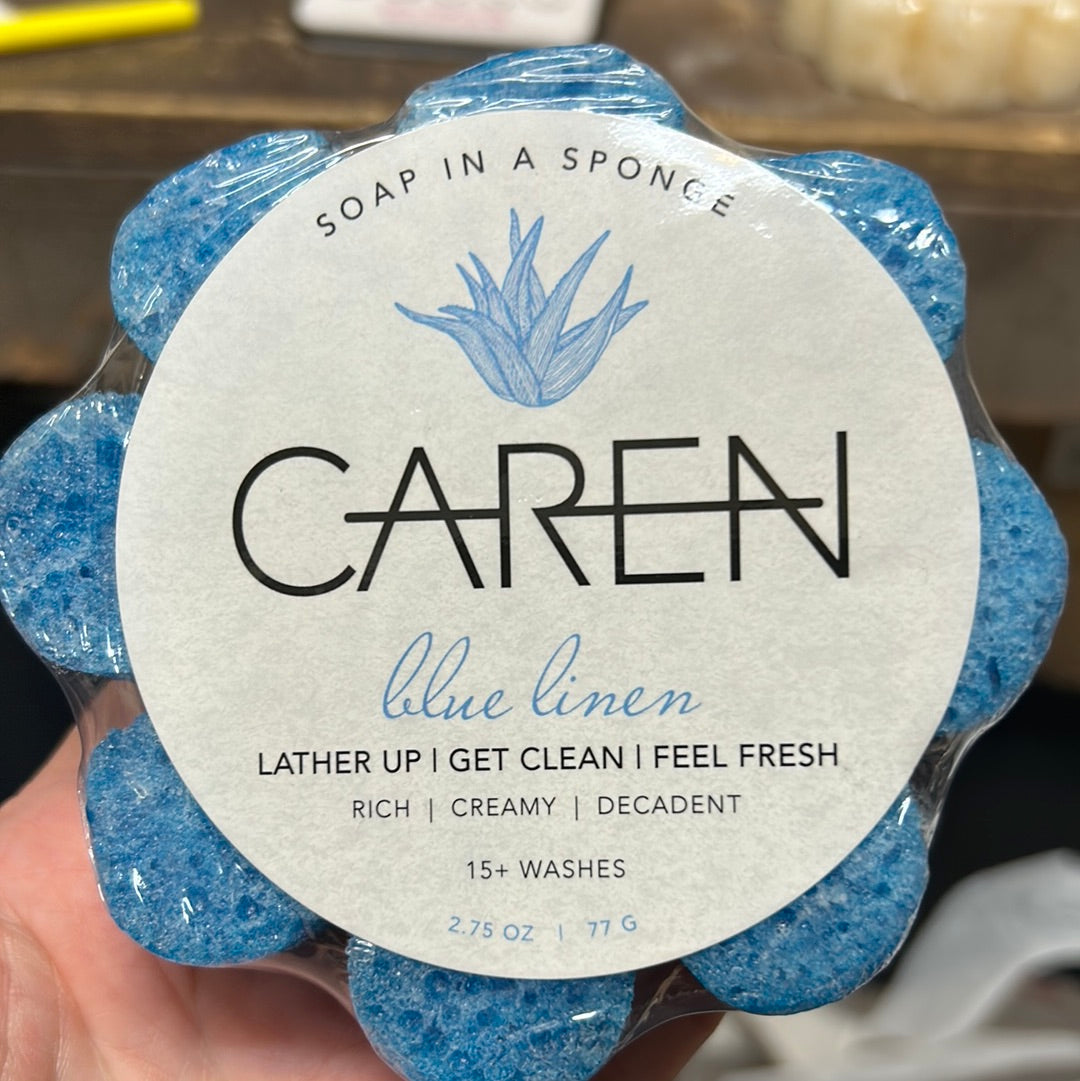 SOAP IN A SPONGE
CAREN
blue linen
LATHER UP | GET CLEAN | FEEL FRESH
RICH | CREAMY | DECADENT
15+ WASHES
2.75 OZ | 77 G